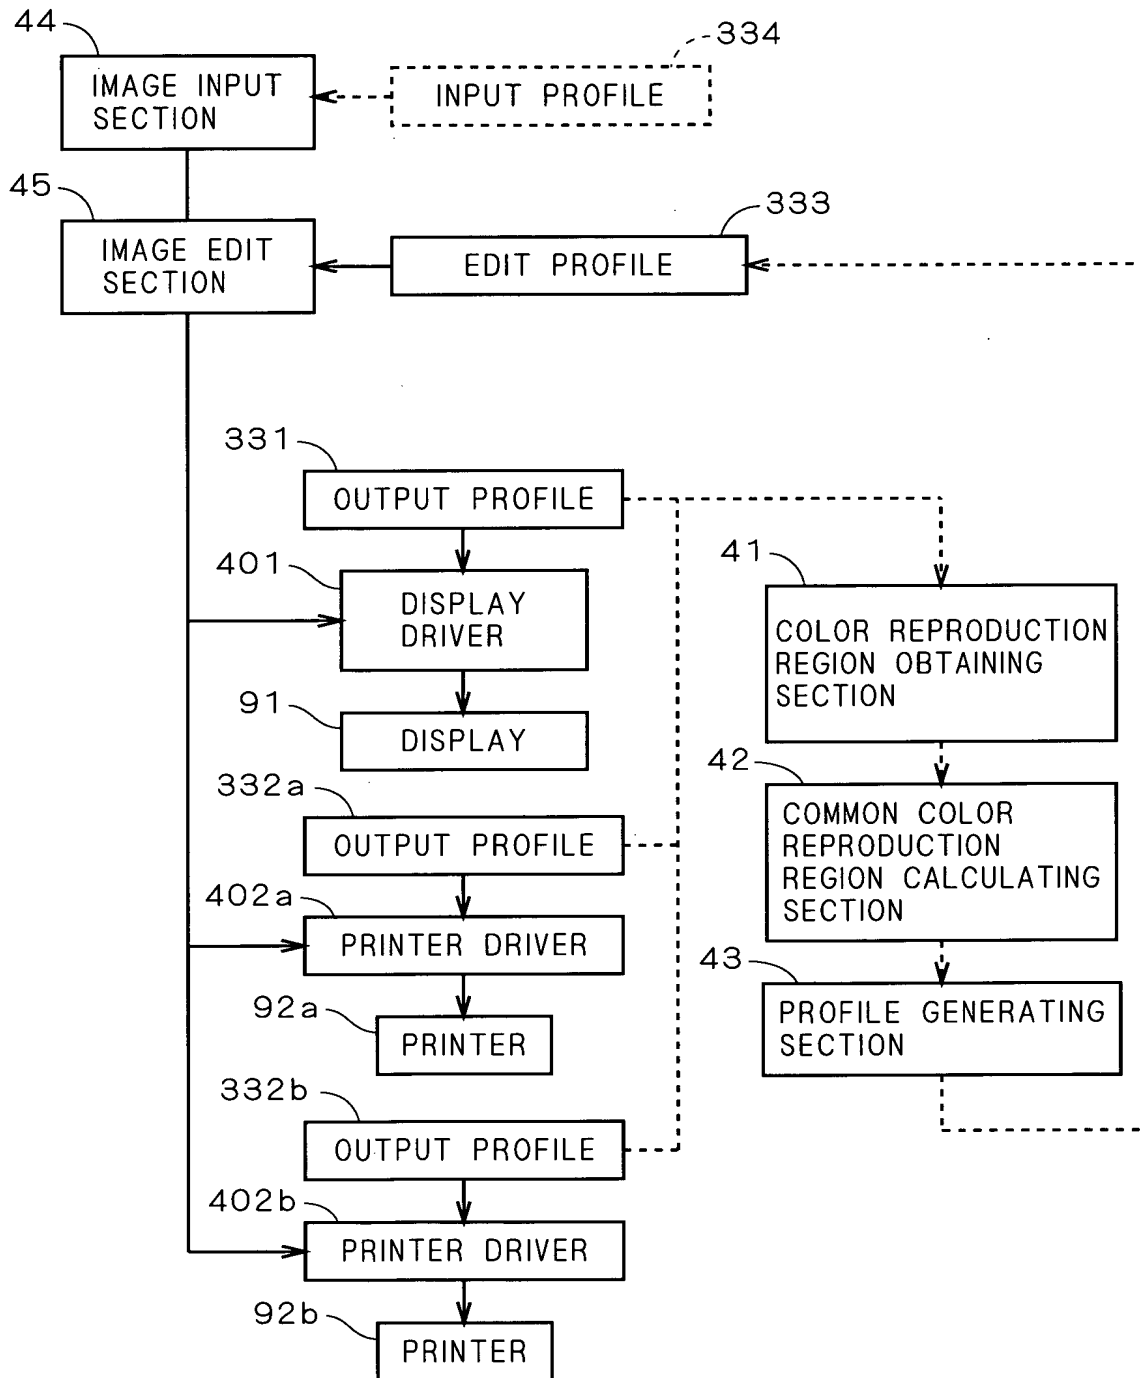 44
334
IMAGE INPUT
SECTION
INPUT PROFILE
45
333
IMAGE EDIT
SECTION
EDIT PROFILE
331
OUTPUT PROFILE
401
DISPLAY
DRIVER
91
DISPLAY
332a
OUTPUT PROFILE
402a
PRINTER DRIVER
92a
PRINTER
332b
OUTPUT PROFILE
402b
PRINTER DRIVER
92b
PRINTER
41
COLOR REPRODUCTION
REGION OBTAINING
SECTION
42
COMMON COLOR
REPRODUCTION
REGION CALCULATING
SECTION
43
PROFILE GENERATING
SECTION